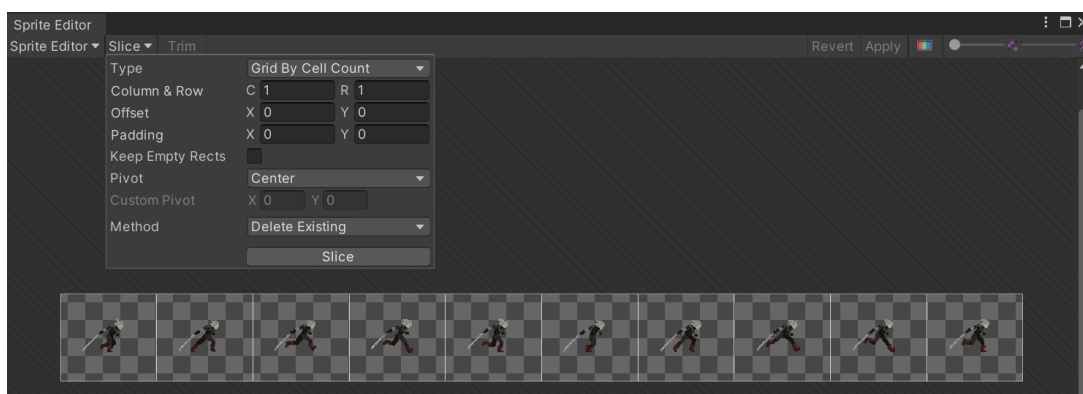 Sprite Editor
Sprite Editor Slice Trim Revert Apply
Type Grid By Cell Count
Column & Row C 1 R 1
Offset X 0 Y 0
Padding X 0 Y 0
Keep Empty Rects
Pivot Center
Custom Pivot X 0 Y 0
Method Delete Existing
Slice